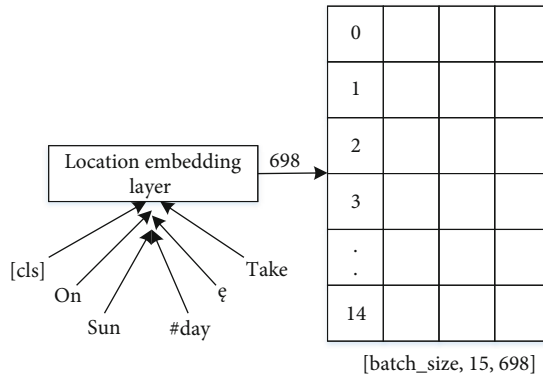 0
1
2
3
.
.
14
Location embedding
layer
698
[cls]
On
Sun
#day
ę
Take
[batch_size, 15, 698]